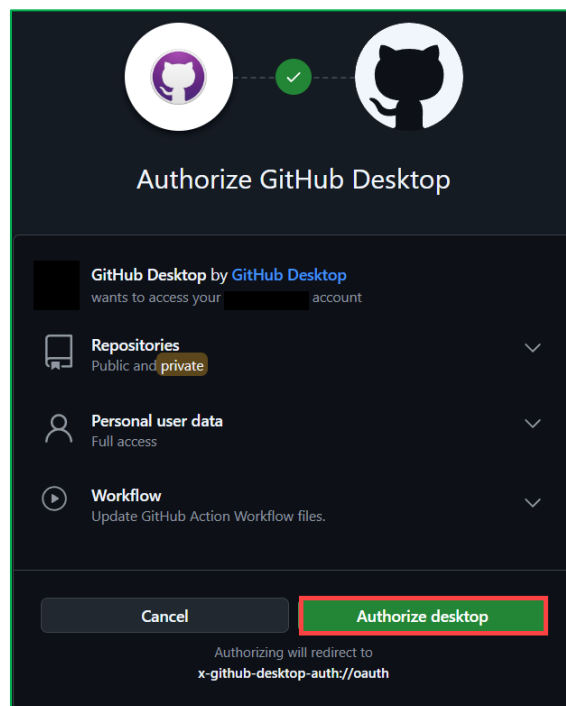 Authorize GitHub Desktop
GitHub Desktop by GitHub Desktop
wants to access your account
Repositories
Public and private
Personal user data
Full access
Workflow
Update GitHub Action Workflow files.
Cancel
Authorize desktop
Authorizing will redirect to
x-github-desktop-auth://oauth